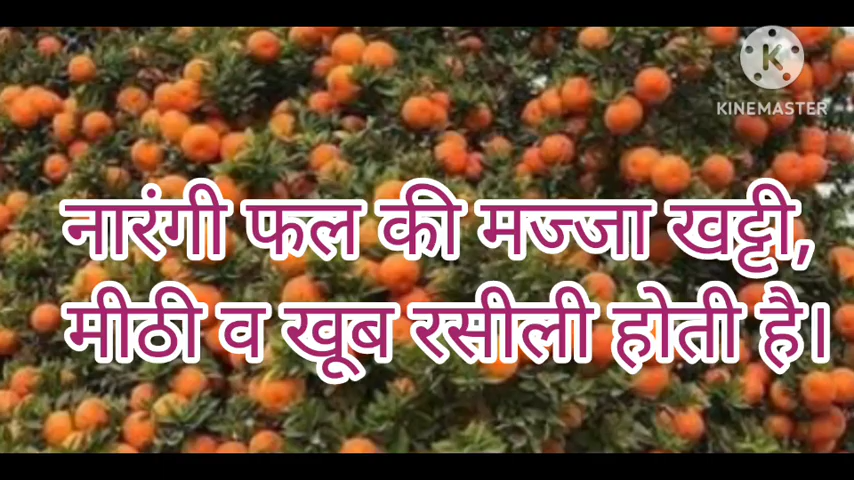 KINEMASTER
नारंगी फल की मज्जा खट्टी,
मीठी व खूब रसीली होती है।